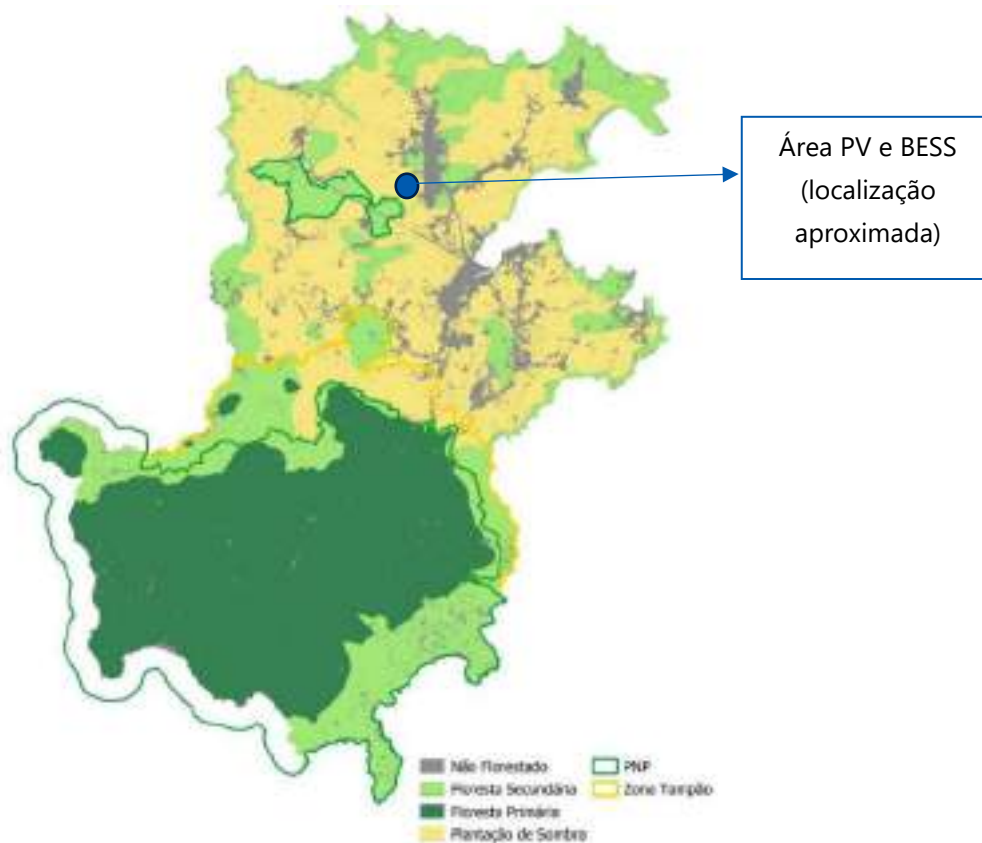 Área PV e BESS
(localização
aproximada)
Não Florestado
Floresta Secundária
Floresta Primária
Plantação de Sombra
PNP
Zona Tampão